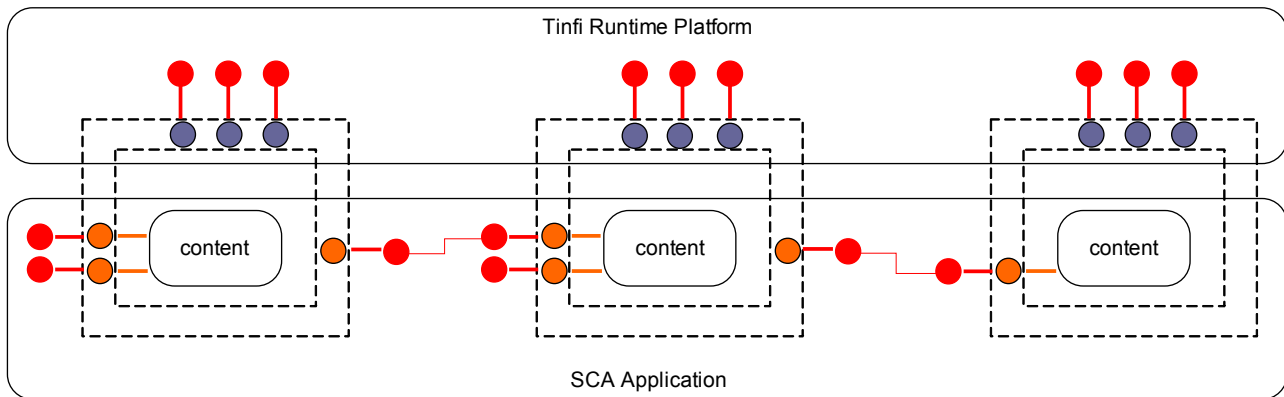 Tinfi Runtime Platform
content
content
content
SCA Application